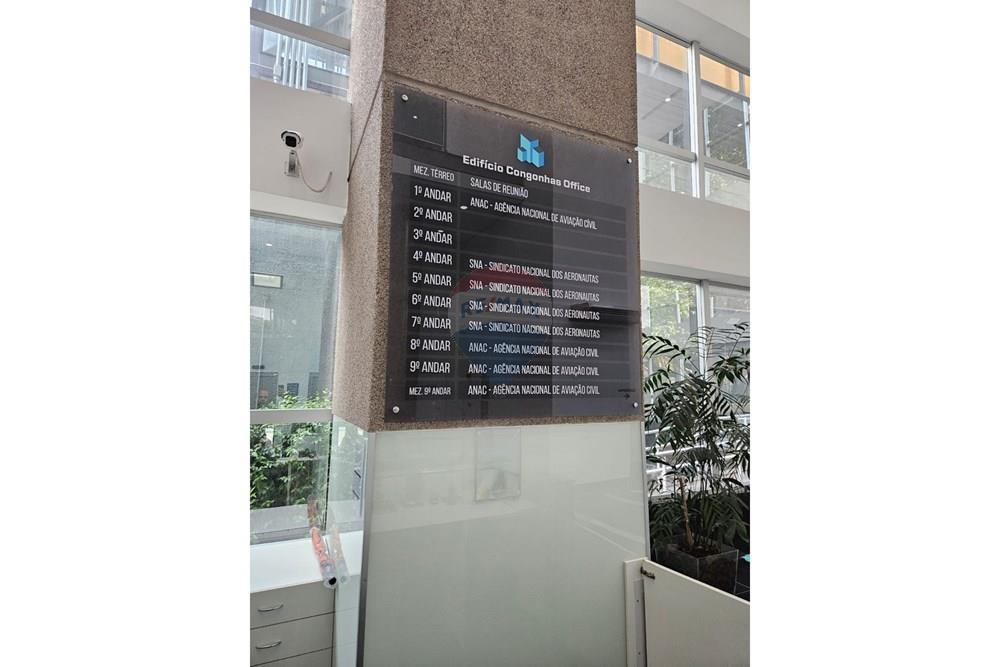 Edifício Congonhas Office
MEZ. TÉRREO SALAS DE REUNIÃO
1º ANDAR ANAC - AGÊNCIA NACIONAL DE AVIAÇÃO CÍVIL
2º ANDAR
3º ANDAR
4º ANDAR SNA - SINDICATO NACIONAL DOS AERONAUTAS
5º ANDAR SNA - SINDICATO NACIONAL DOS AERONAUTAS
6º ANDAR SNA - SINDICATO NACIONAL DOS AERONAUTAS
7º ANDAR SNA - SINDICATO NACIONAL DOS AERONAUTAS
8º ANDAR ANAC - AGÊNCIA NACIONAL DE AVIAÇÃO CIVIL
9º ANDAR ANAC - AGÊNCIA NACIONAL DE AVIAÇÃO CIVIL
MEZ. 9º ANDAR ANAC - AGÊNCIA NACIONAL DE AVIAÇÃO CIVIL
RE/MAX